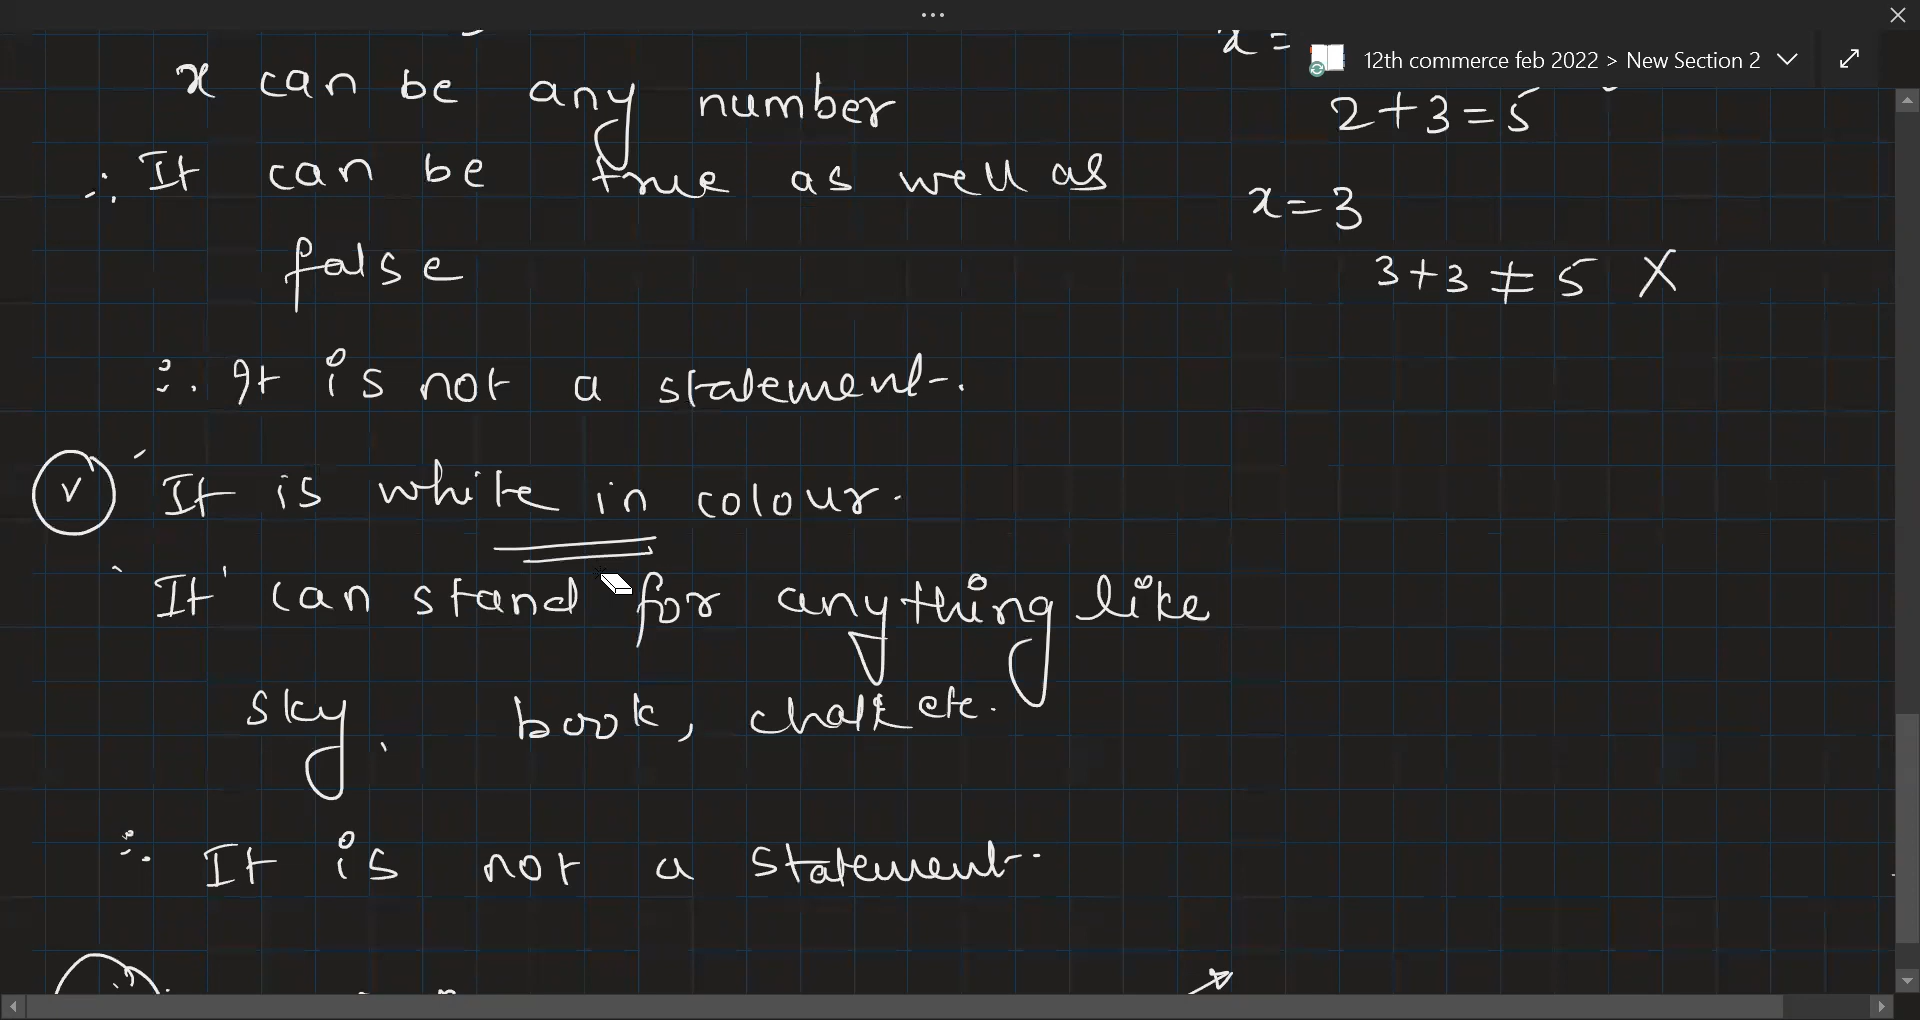 12th commerce feb 2022 > New Section 2
x =
x can be any number
2+3=5
∴ It can be true as well as
x=3
false
3+3 ≠ 5 X
∴ It is not a statement.
v It is white in colour.
'It' can stand for anything like
sky, book, chalk etc.
∴ It is not a statement.